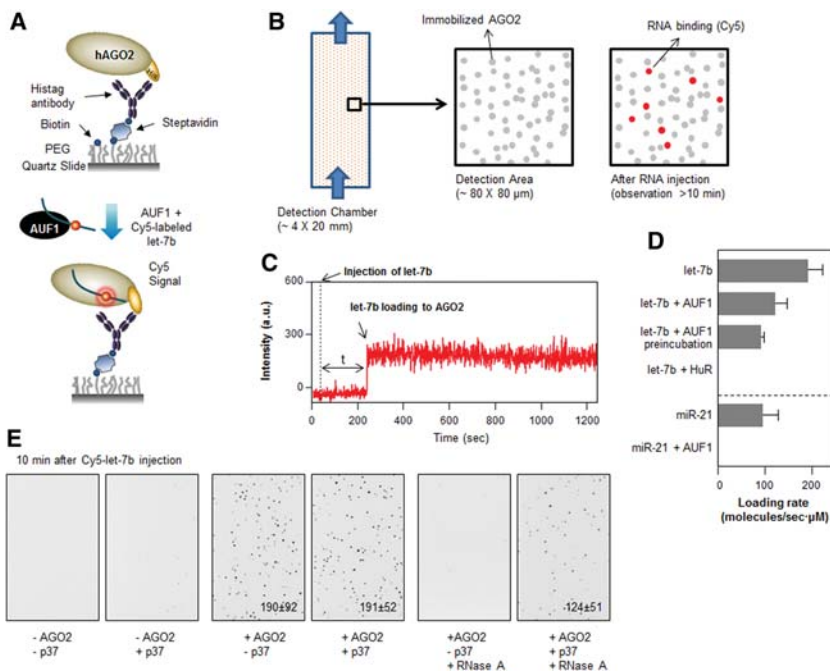 A
hAGO2
His
Histag
antibody
Biotin
Steptavidin
PEG
Quartz Slide
AUF1
AUF1 +
Cy5-labeled
let-7b
Cy5
Signal
B
Immobilized AGO2
RNA binding (Cy5)
Detection Chamber
(~ 4 X 20 mm)
Detection Area
(~ 80 X 80 µm)
After RNA injection
(observation >10 min)
C
Injection of let-7b
let-7b loading to AGO2
t
Intensity (a.u.)
600
300
0
0 200 400 600 800 1000 1200
Time (sec)
D
let-7b
let-7b + AUF1
let-7b + AUF1
preincubation
let-7b + HuR
miR-21
miR-21 + AUF1
0 100 200
Loading rate
(molecules/sec·µM)
E
10 min after Cy5-let-7b injection
190±92
191±52
124±51
- AGO2
- p37
- AGO2
+ p37
+ AGO2
- p37
+ AGO2
+ p37
+AGO2
- p37
+ RNase A
+ AGO2
+ p37
+ RNase A